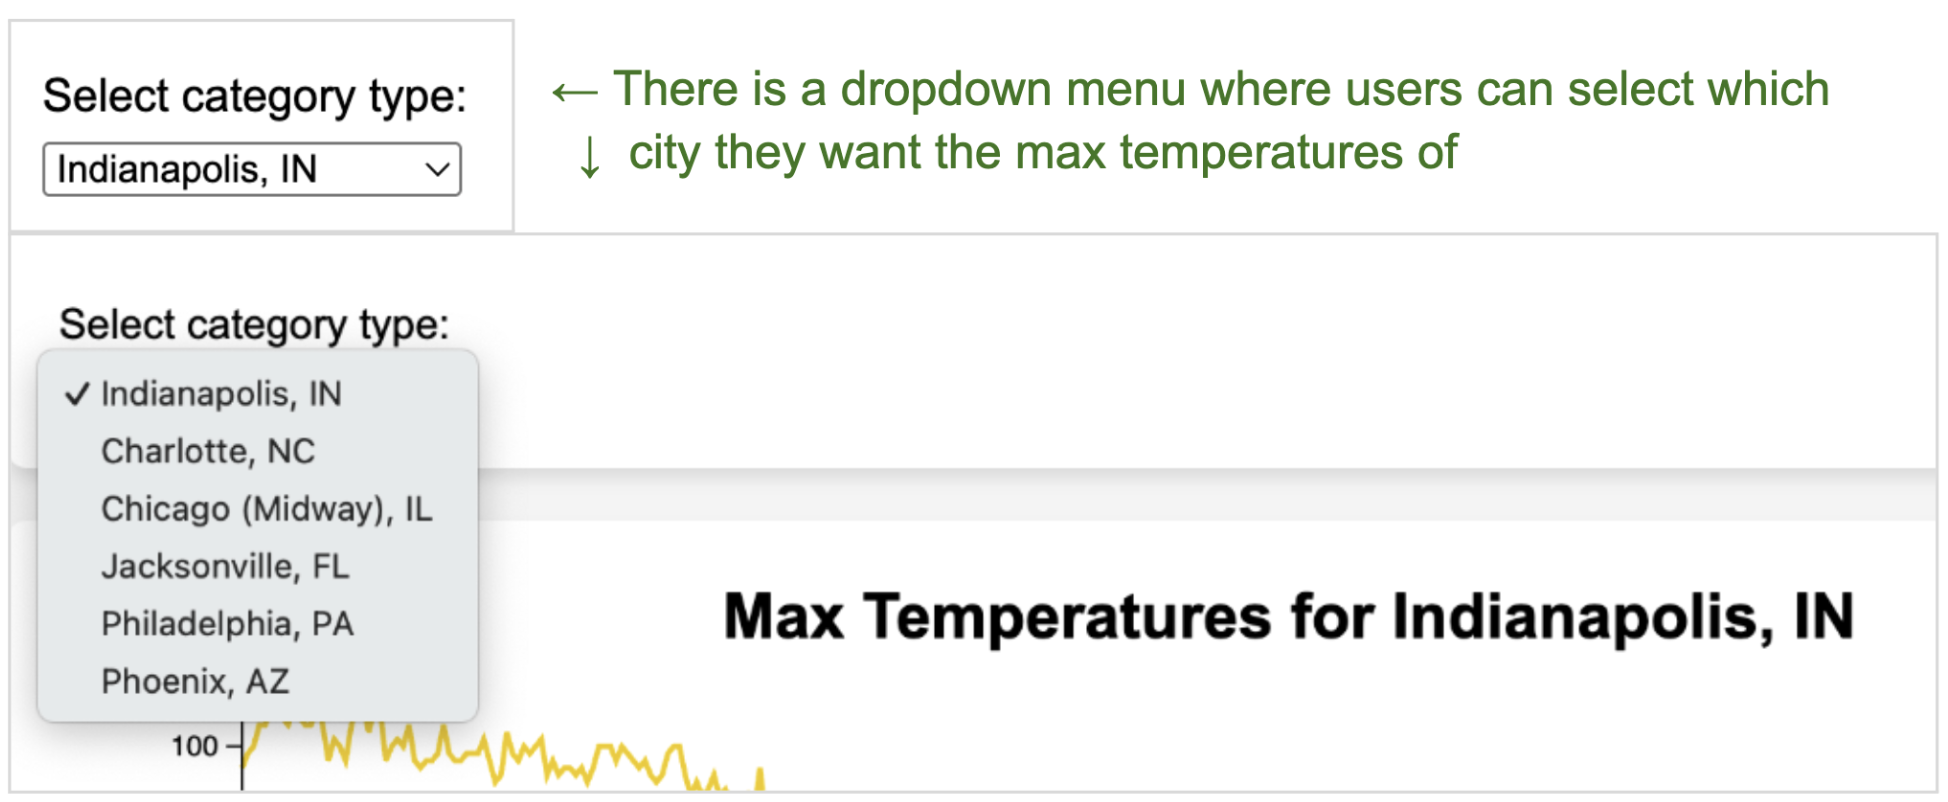 Select category type:
Indianapolis, IN
← There is a dropdown menu where users can select which
↓ city they want the max temperatures of
Select category type:
✓ Indianapolis, IN
Charlotte, NC
Chicago (Midway), IL
Jacksonville, FL
Philadelphia, PA
Phoenix, AZ
Max Temperatures for Indianapolis, IN
100